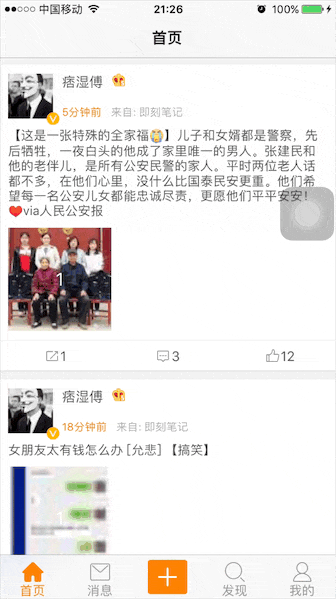 中国移动 21:26 100%
首页
痞湿傅
5分钟前 来自: 即刻笔记
【这是一张特殊的全家福】儿子和女婿都是警察，先
后牺牲，一夜白头的他成了家里唯一的男人。张建民和
他的老伴儿，是所有公安民警的家人。平时两位老人话
都不多，在他们心里，没什么比国泰民安更重。他们希
望每一名公安儿女都能忠诚尽责，更愿他们平平安安！
❤️via人民公安报
1
1 3 12
痞湿傅
18分钟前 来自: 即刻笔记
女朋友太有钱怎么办 [允悲] 【搞笑】
首页 消息 发现 我的